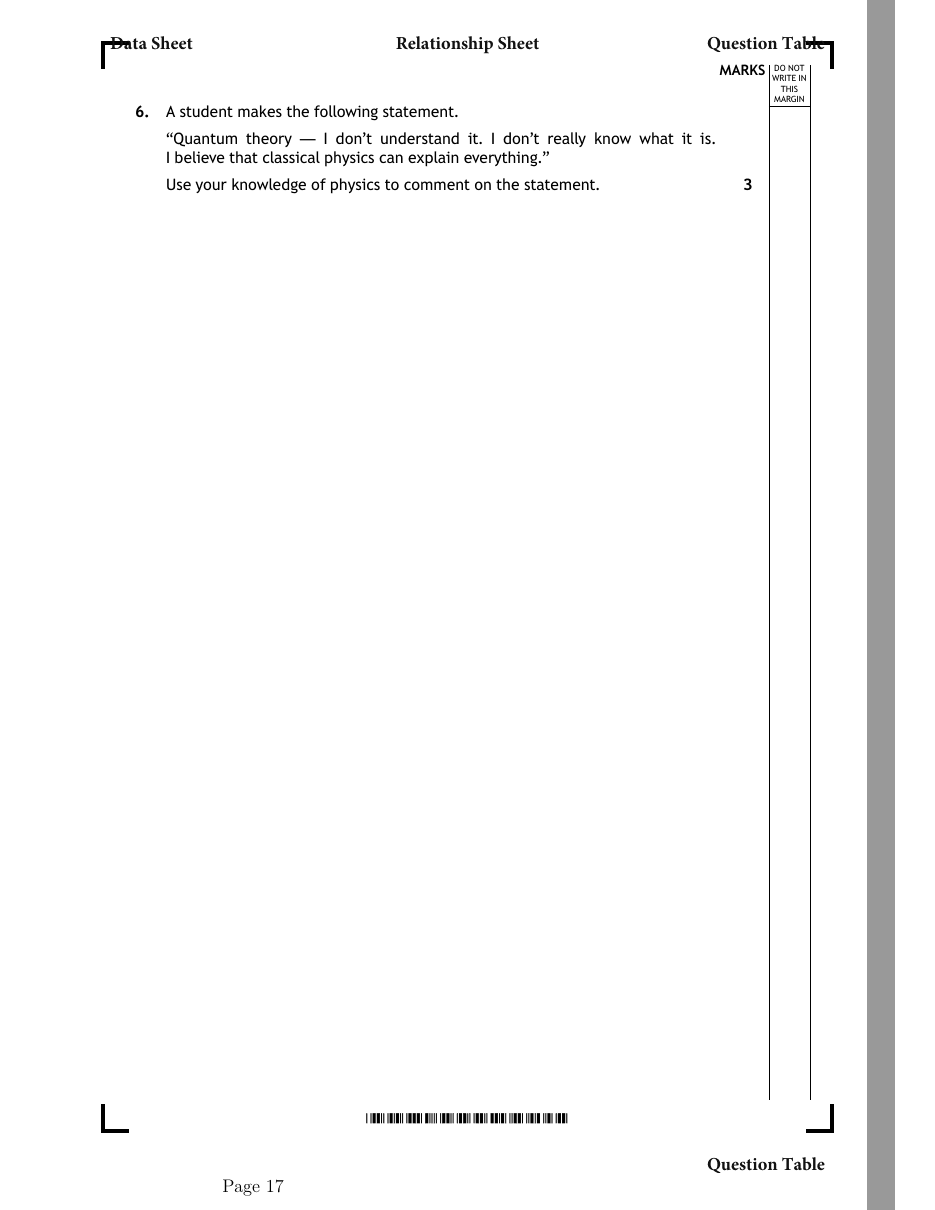 Data Sheet Relationship Sheet Question Table
MARKS
DO NOT
WRITE IN
THIS
MARGIN
6. A student makes the following statement.
“Quantum theory — I don’t understand it. I don’t really know what it is.
I believe that classical physics can explain everything.”
Use your knowledge of physics to comment on the statement. 3
Question Table
Page 17